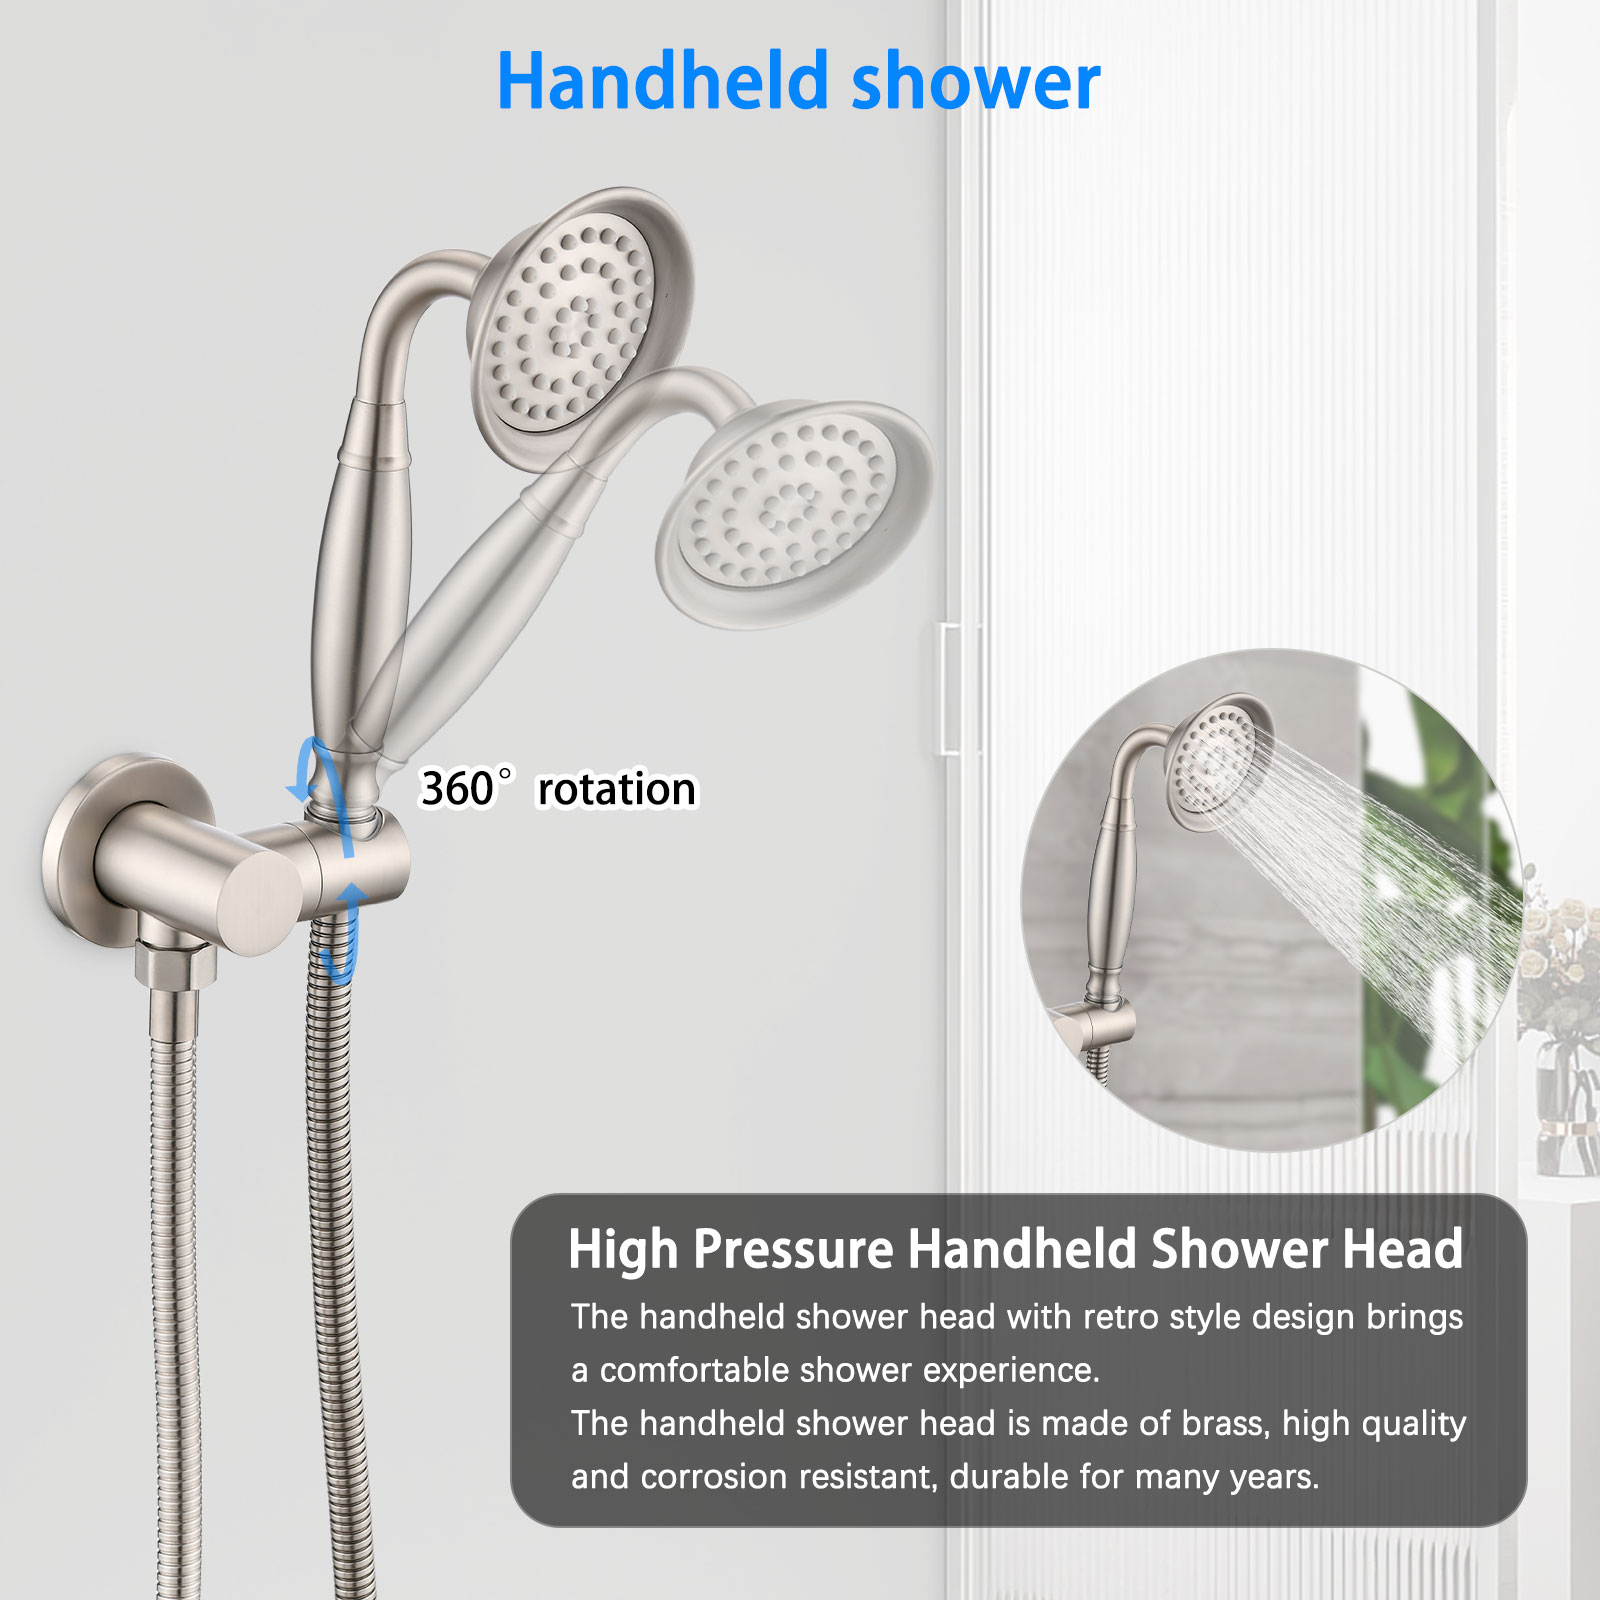 Handheld shower
360° rotation
High Pressure Handheld Shower Head
The handheld shower head with retro style design brings
a comfortable shower experience.
The handheld shower head is made of brass, high quality
and corrosion resistant, durable for many years.